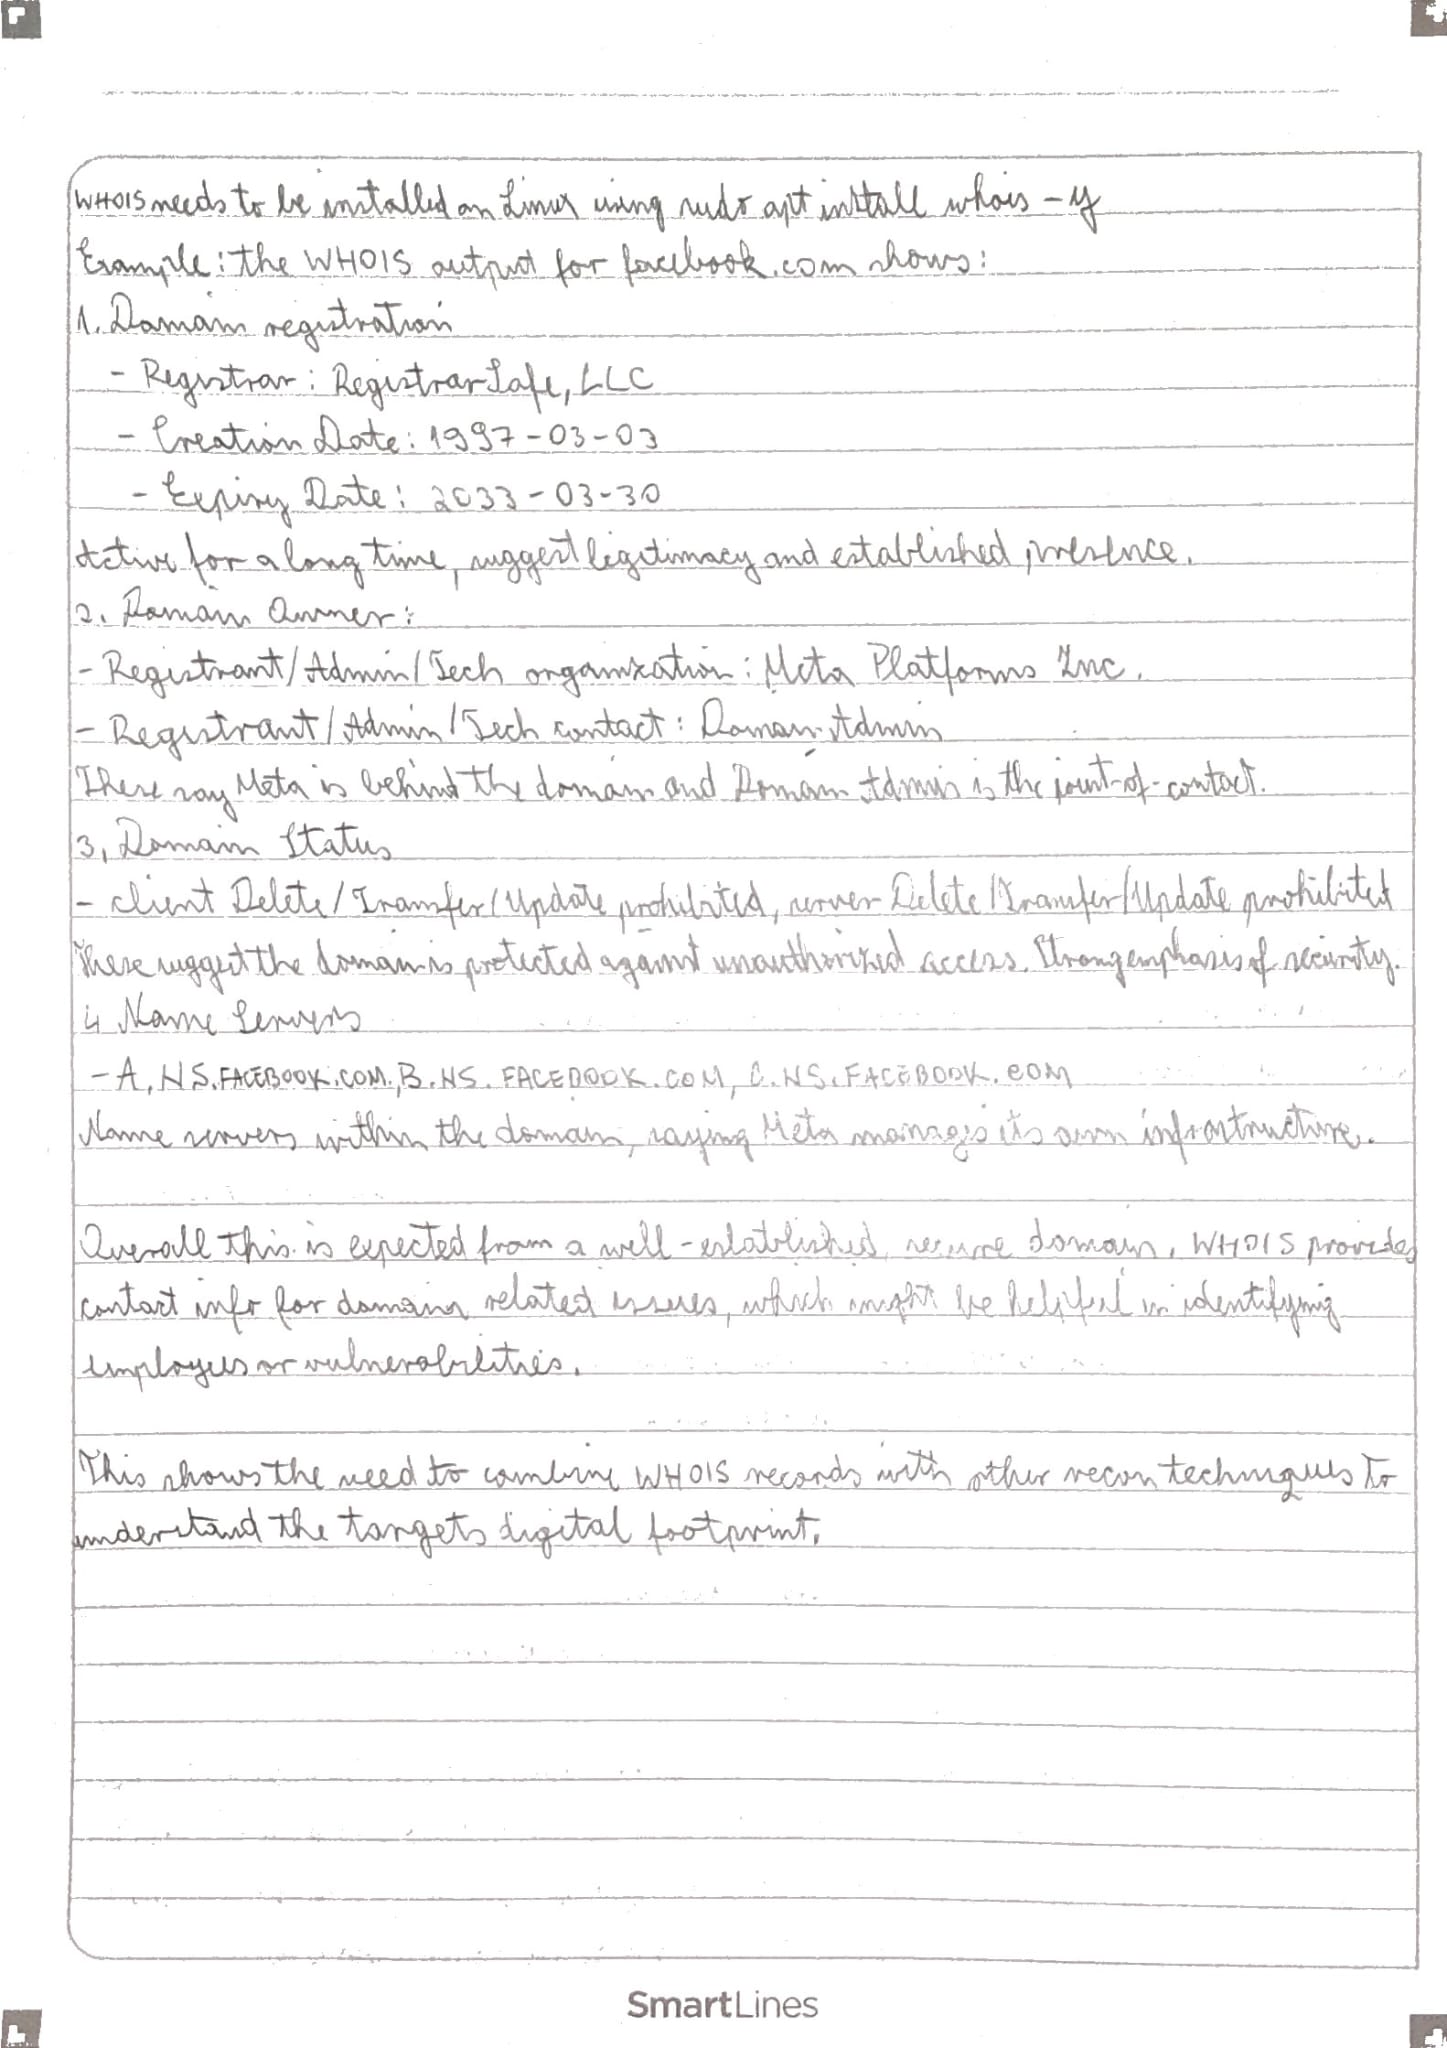 WHOIS needs to be installed on Linux using sudo apt install whois -y
Example: the WHOIS output for facebook.com shows:
1. Domain registration
- Registrar: RegistrarSafe, LLC
- Creation Date: 1997-03-03
- Expiry Date: 2033-03-30
Active for a long time, suggest legitimacy and established presence.
2. Domain Owner:
- Registrant/Admin/Tech organization: Meta Platforms Inc.
- Registrant/Admin/Tech contact: Domain Admin
These say Meta is behind the domain and Domain Admin is the point-of-contact.
3, Domain Status
- client Delete/Transfer/Update prohibited, server Delete/Transfer/Update prohibited
These suggest the domain is protected against unauthorized access. Strong emphasis of security.
4 Name Servers
- A.NS.FACEBOOK.COM, B.NS.FACEBOOK.COM, C.NS.FACEBOOK.COM
Name servers within the domain, saying Meta manages its own infrastructure.
Overall this is expected from a well-established, secure domain. WHOIS provides
contact info for domain related issues, which might be helpful in identifying
employees or vulnerabilities.
This shows the need to combine WHOIS records with other recon techniques to
understand the targets digital footprint.
SmartLines